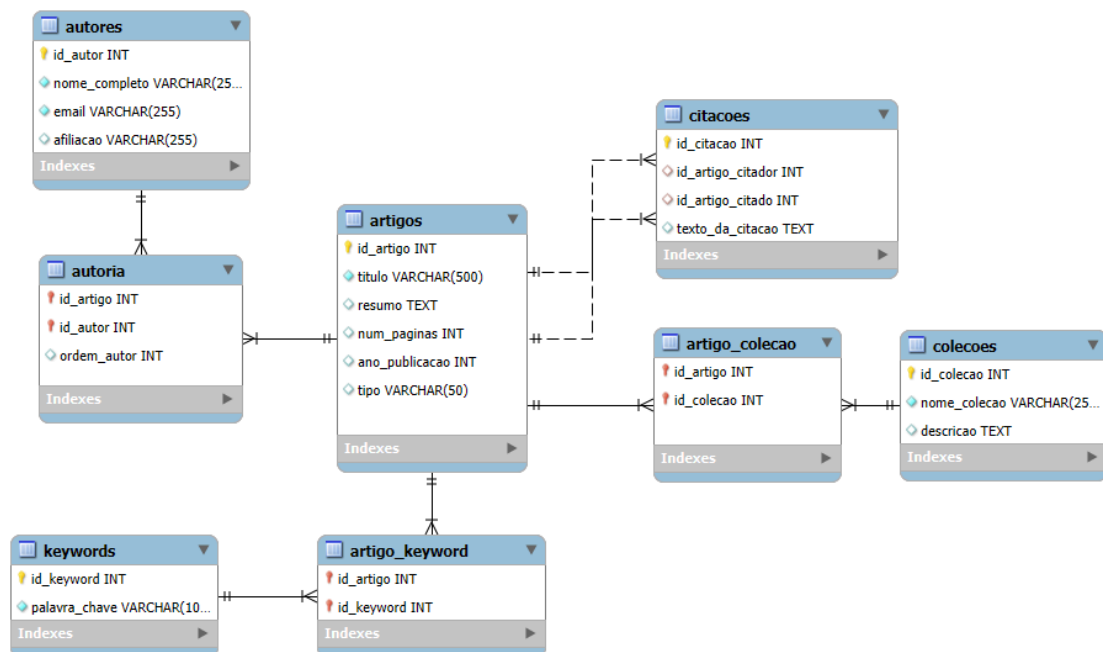 autores
id_autor INT
nome_completo VARCHAR(25...
email VARCHAR(255)
afiliacao VARCHAR(255)
Indexes
autoria
id_artigo INT
id_autor INT
ordem_autor INT
Indexes
artigos
id_artigo INT
titulo VARCHAR(500)
resumo TEXT
num_paginas INT
ano_publicacao INT
tipo VARCHAR(50)
Indexes
citacoes
id_citacao INT
id_artigo_citador INT
id_artigo_citado INT
texto_da_citacao TEXT
Indexes
artigo_colecao
id_artigo INT
id_colecao INT
Indexes
colecoes
id_colecao INT
nome_colecao VARCHAR(25...
descricao TEXT
Indexes
keywords
id_keyword INT
palavra_chave VARCHAR(10...
Indexes
artigo_keyword
id_artigo INT
id_keyword INT
Indexes